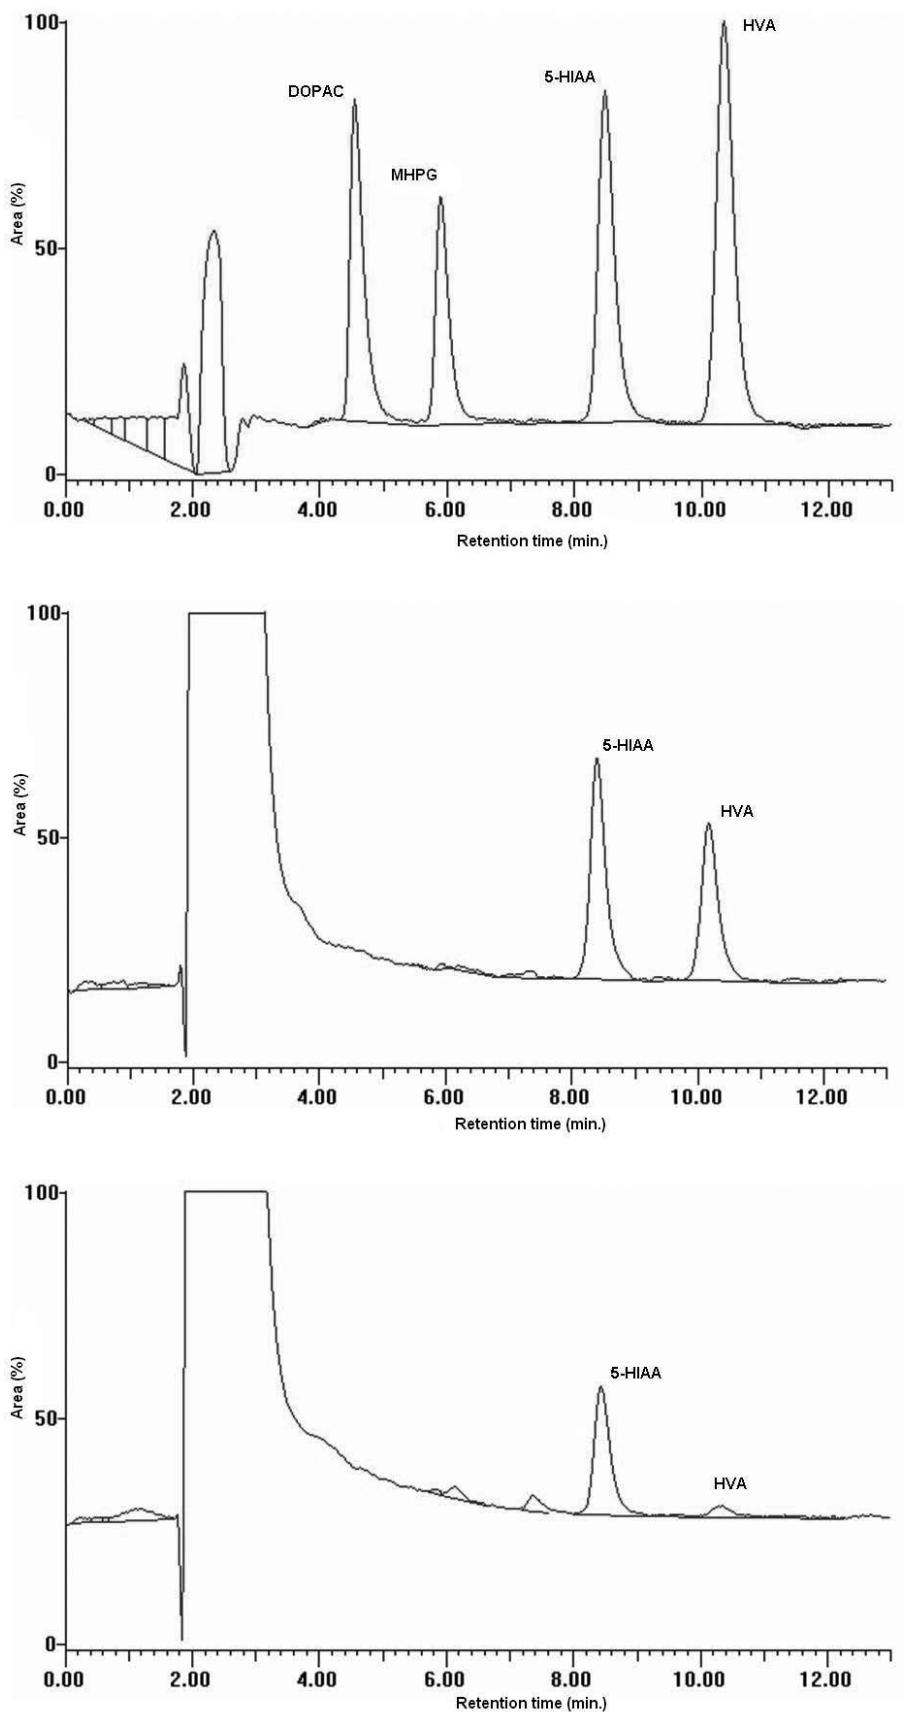 100
HVA
5-HIAA
DOPAC
MHPG
Area (%)
50
0
0.00 2.00 4.00 6.00 8.00 10.00 12.00
Retention time (min.)
100
5-HIAA
HVA
Area (%)
50
0
0.00 2.00 4.00 6.00 8.00 10.00 12.00
Retention time (min.)
100
5-HIAA
Area (%)
50
HVA
0
0.00 2.00 4.00 6.00 8.00 10.00 12.00
Retention time (min.)